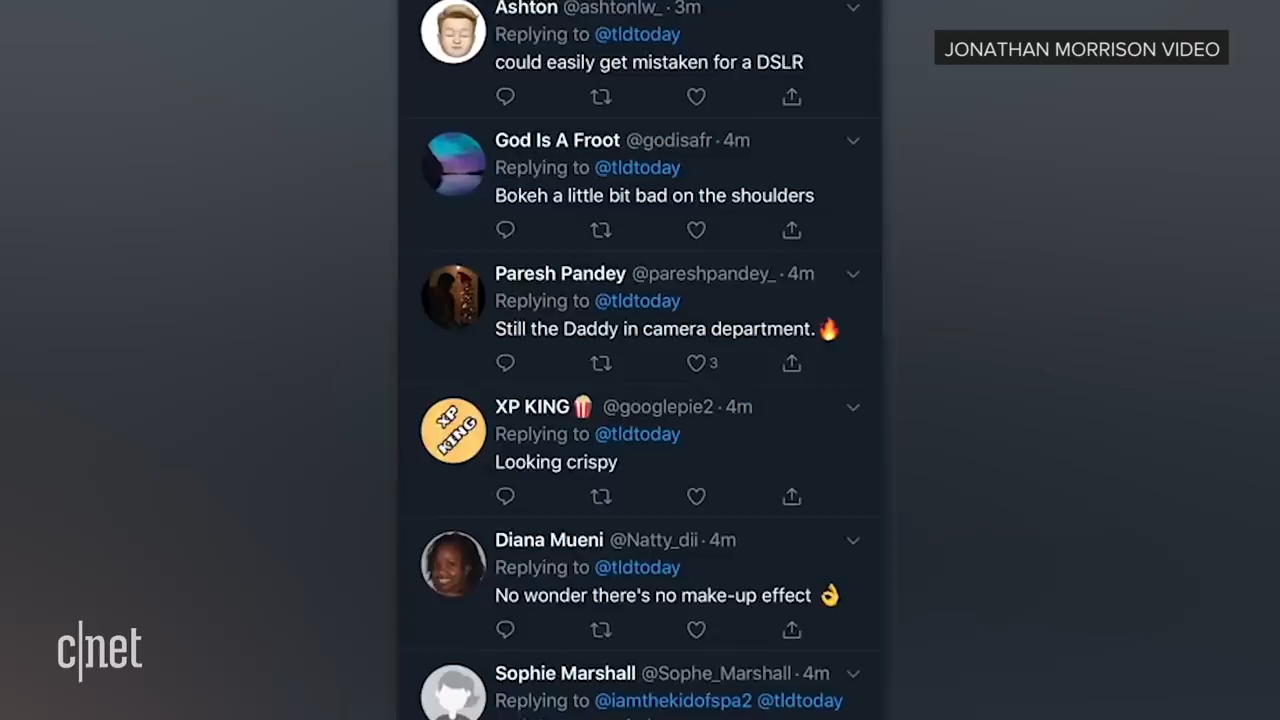 Ashton @ashtonlw_ · 3m
JONATHAN MORRISON VIDEO
Replying to @tldtoday
could easily get mistaken for a DSLR
God Is A Froot @godisafr · 4m
Replying to @tldtoday
Bokeh a little bit bad on the shoulders
Paresh Pandey @pareshpandey_ · 4m
Replying to @tldtoday
Still the Daddy in camera department.🔥
3
XP KING🍿 @googlepie2 · 4m
XP
KING
Replying to @tldtoday
Looking crispy
Diana Mueni @Natty_dii · 4m
Replying to @tldtoday
No wonder there's no make-up effect 👌
c|net
Sophie Marshall @Sophe_Marshall · 4m
Replying to @iamthekidofspa2 @tldtoday